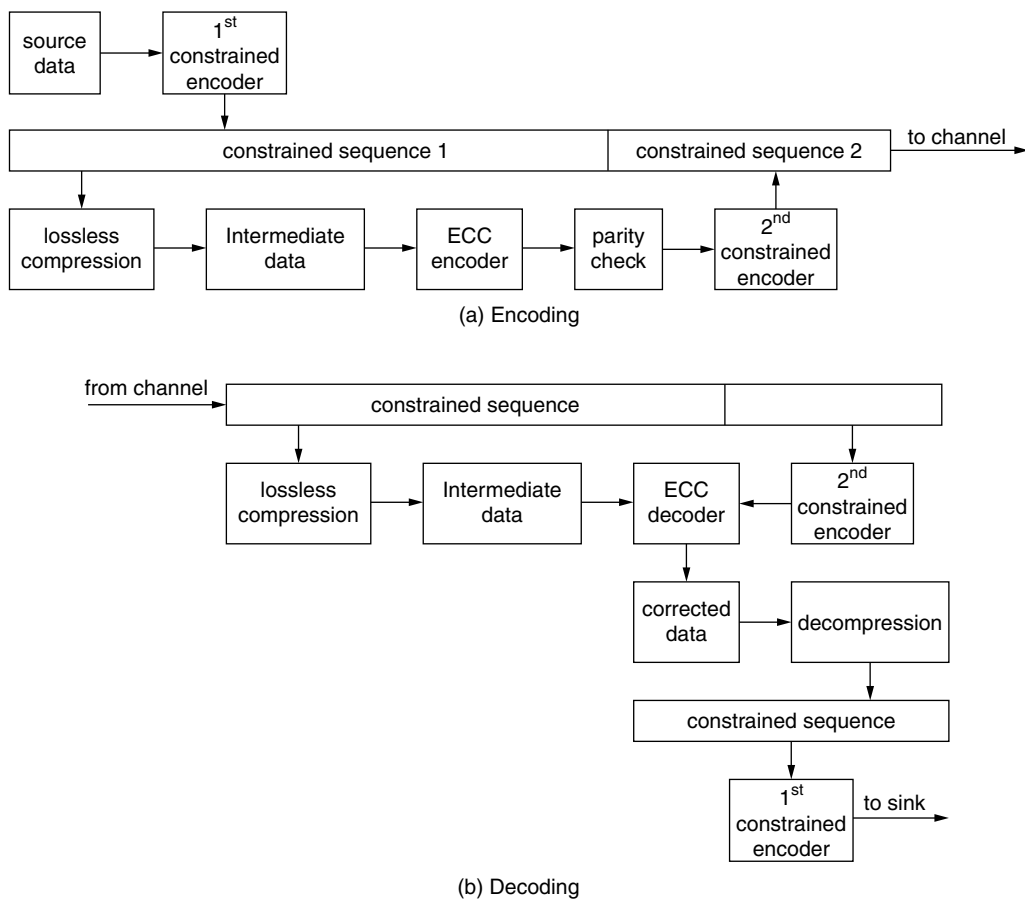 source
data
1st
constrained
encoder
constrained sequence 1
constrained sequence 2
to channel
lossless
compression
Intermediate
data
ECC
encoder
parity
check
2nd
constrained
encoder
(a) Encoding
from channel
constrained sequence
lossless
compression
Intermediate
data
ECC
decoder
2nd
constrained
encoder
corrected
data
decompression
constrained sequence
1st
constrained
encoder
to sink
(b) Decoding